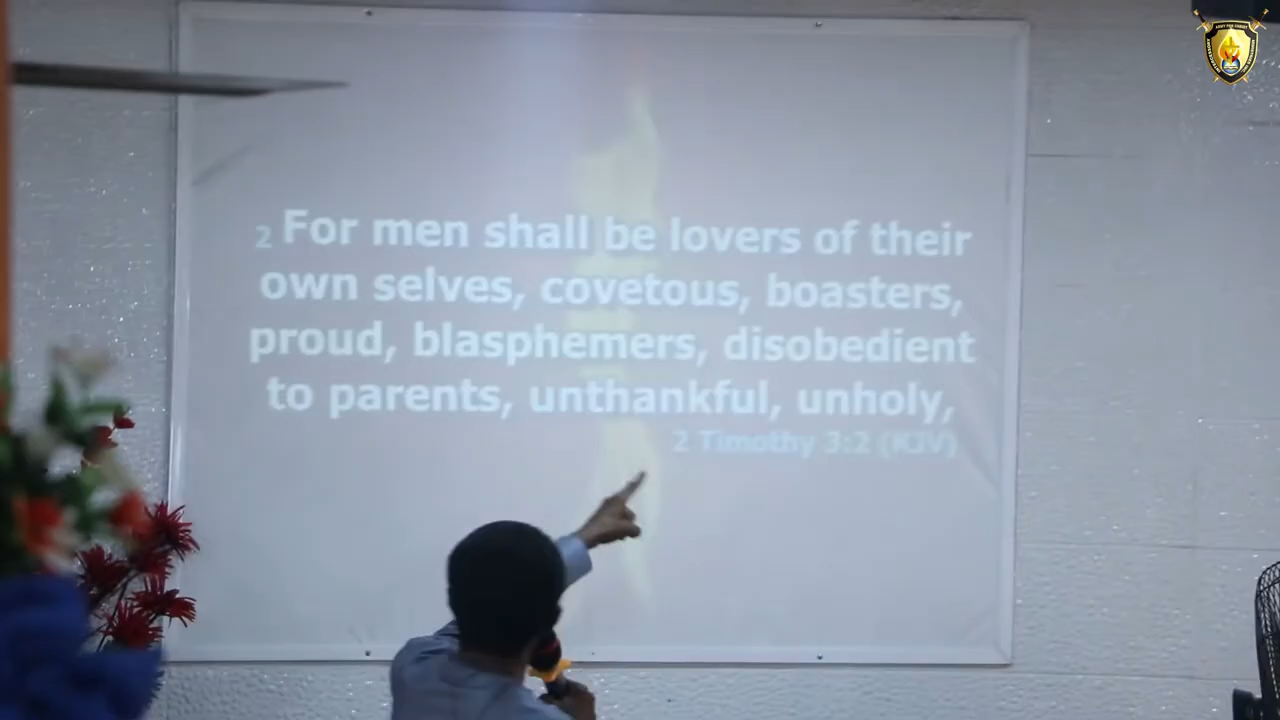 2 For men shall be lovers of their
own selves, covetous, boasters,
proud, blasphemers, disobedient
to parents, unthankful, unholy,
2 Timothy 3:2 (KJV)